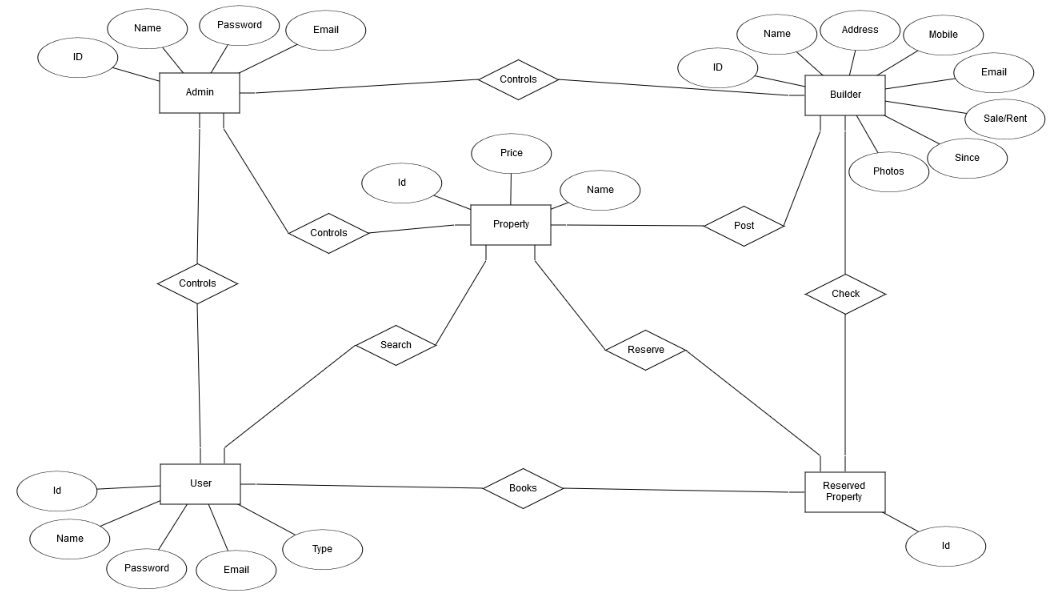 Name
Password
Email
ID
Admin
Controls
Name
Address
Mobile
ID
Email
Builder
Sale/Rent
Since
Photos
Price
Id
Name
Property
Controls
Post
Controls
Check
Search
Reserve
User
Id
Name
Password
Email
Type
Books
Reserved
Property
Id